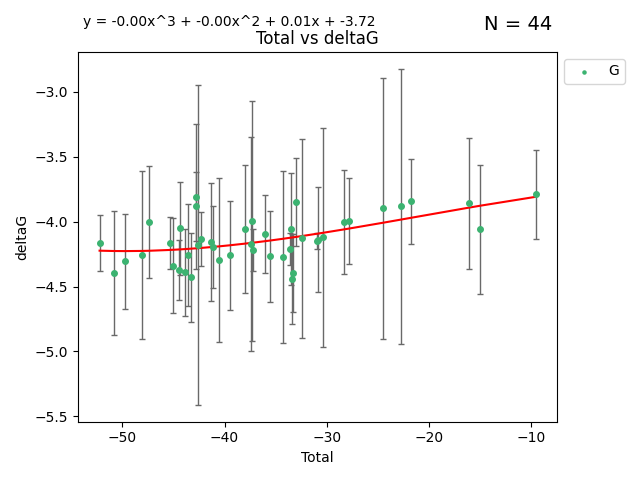 y = -0.00x^3 + -0.00x^2 + 0.01x + -3.72
N = 44
Total vs deltaG
G
−3.0
−3.5
−4.0
−4.5
−5.0
−5.5
deltaG
−50 −40 −30 −20 −10
Total